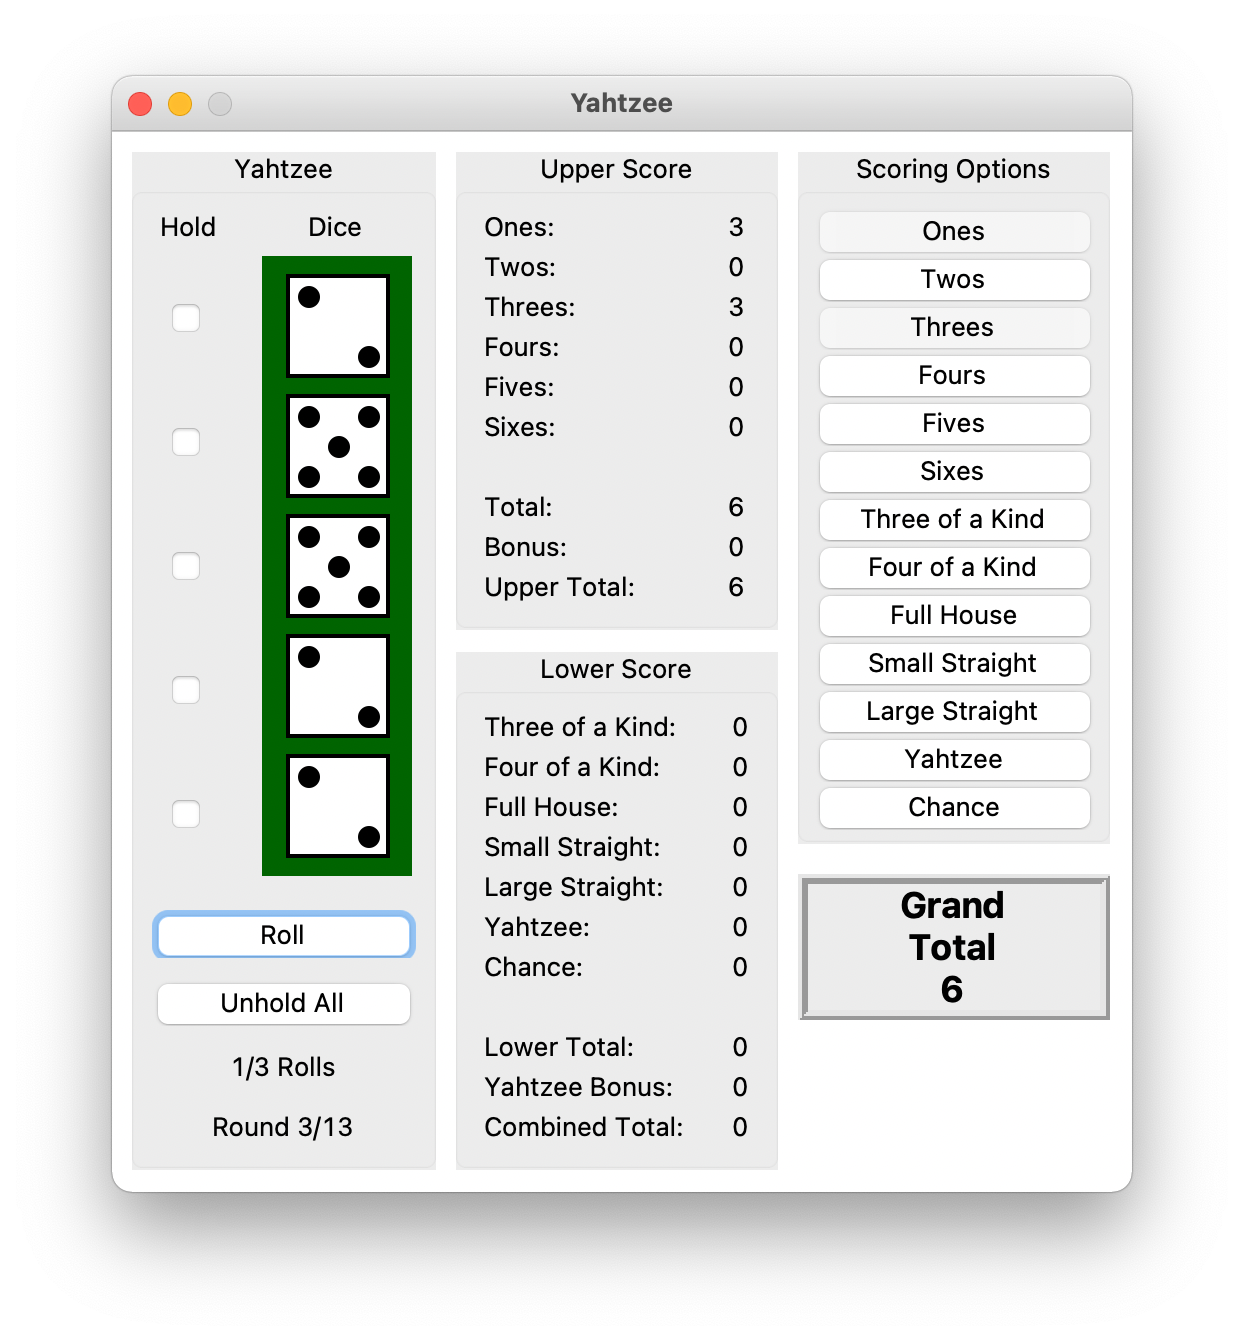 Yahtzee
Yahtzee
Hold Dice
Roll
Unhold All
1/3 Rolls
Round 3/13
Upper Score
Ones: 3
Twos: 0
Threes: 3
Fours: 0
Fives: 0
Sixes: 0
Total: 6
Bonus: 0
Upper Total: 6
Lower Score
Three of a Kind: 0
Four of a Kind: 0
Full House: 0
Small Straight: 0
Large Straight: 0
Yahtzee: 0
Chance: 0
Lower Total: 0
Yahtzee Bonus: 0
Combined Total: 0
Scoring Options
Ones
Twos
Threes
Fours
Fives
Sixes
Three of a Kind
Four of a Kind
Full House
Small Straight
Large Straight
Yahtzee
Chance
Grand
Total
6